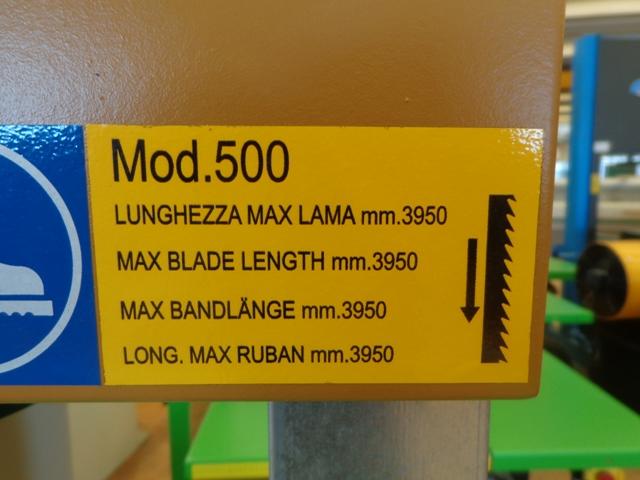 Mod.500
LUNGHEZZA MAX LAMA mm.3950
MAX BLADE LENGTH mm.3950
MAX BANDLÄNGE mm.3950
LONG. MAX RUBAN mm.3950